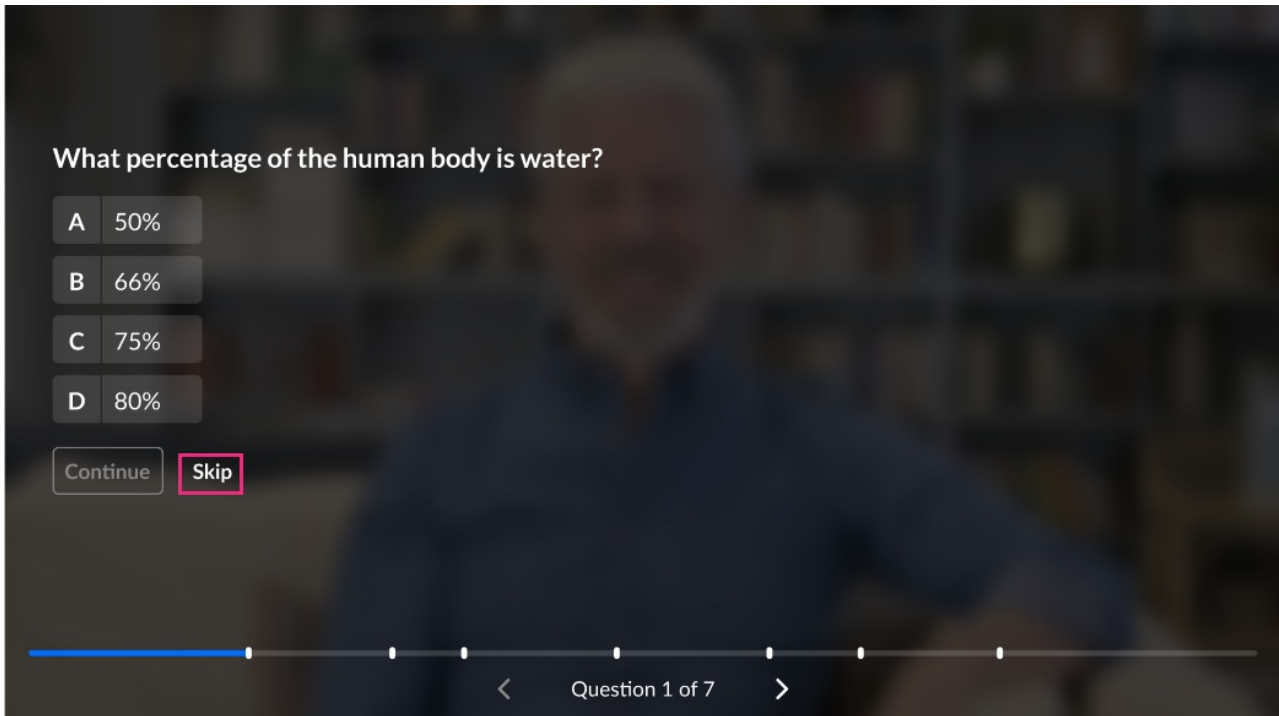 What percentage of the human body is water?
A 50%
B 66%
C 75%
D 80%
Continue Skip
Question 1 of 7